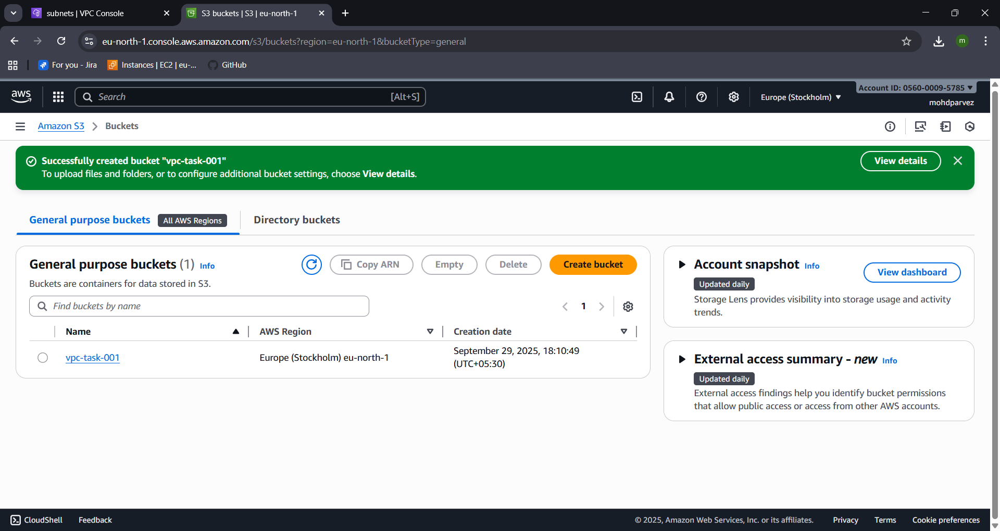 subnets | VPC Console
S3 buckets | S3 | eu-north-1
eu-north-1.console.aws.amazon.com/s3/buckets?region=eu-north-1&bucketType=general
m
For you - Jira
Instances | EC2 | eu-...
GitHub
aws
Search
[Alt+S]
Europe (Stockholm)
Account ID: 0560-0009-5785
mohdparvez
Amazon S3
Buckets
Successfully created bucket "vpc-task-001"
To upload files and folders, or to configure additional bucket settings, choose View details.
View details
General purpose buckets
All AWS Regions
Directory buckets
General purpose buckets (1) Info
Copy ARN
Empty
Delete
Create bucket
Buckets are containers for data stored in S3.
Find buckets by name
1
Name
AWS Region
Creation date
vpc-task-001
Europe (Stockholm) eu-north-1
September 29, 2025, 18:10:49
(UTC+05:30)
Account snapshot Info
View dashboard
Updated daily
Storage Lens provides visibility into storage usage and activity
trends.
External access summary - new Info
Updated daily
External access findings help you identify bucket permissions
that allow public access or access from other AWS accounts.
CloudShell
Feedback
© 2025, Amazon Web Services, Inc. or its affiliates.
Privacy
Terms
Cookie preferences